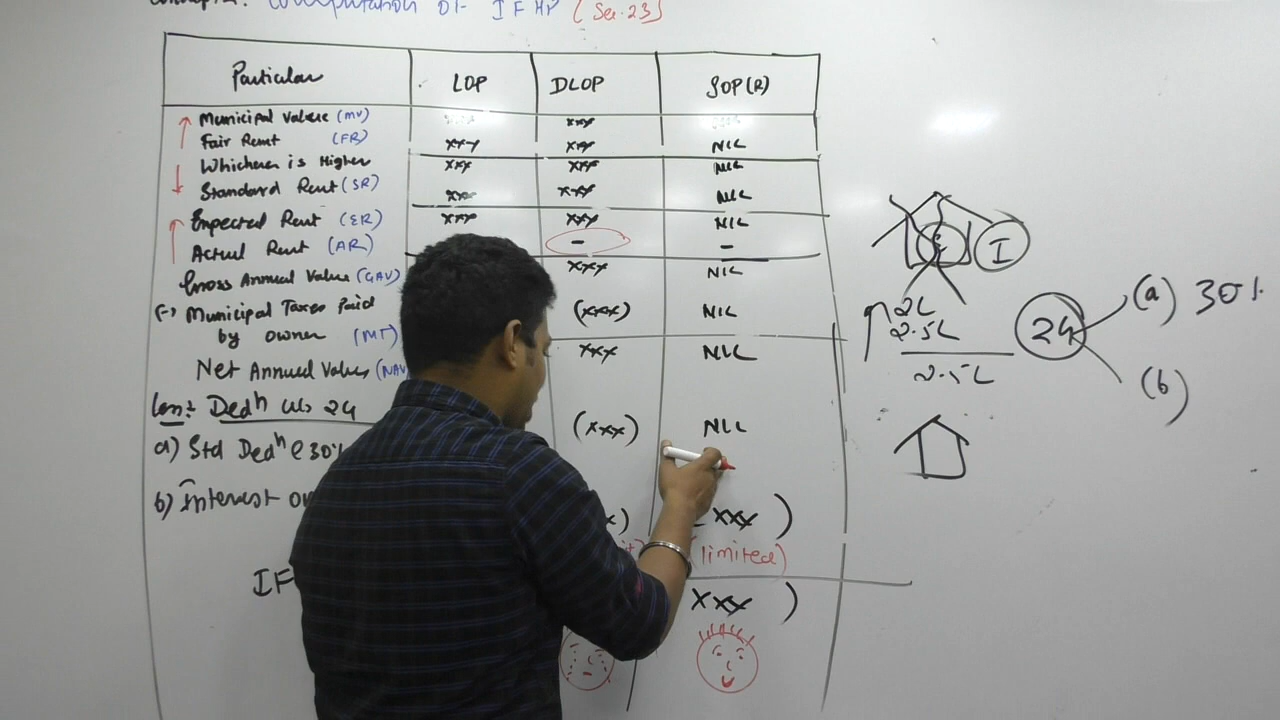 Concept: Computation of IFHP (Sec.23)
Particular LOP DLOP SOP(R)
Municipal Value (MV) xxx
Fair Rent (FR) xxx xxx NIL
Whichever is Higher xxx xxx NIL
Standard Rent (SR) xxx xxx NIL
Expected Rent (ER) xxx xxx NIL
Actual Rent (AR) - -
Gross Annual Value (GAV) xxx NIL
(-) Municipal Taxes Paid (xxx) NIL
by owner (MT)
Net Annual Value (NAV xxx NIL
Less: Dedⁿ u/s 24
a) Std Dedⁿ @ 30% (xxx) NIL
b) Interest on x) xxx )
it) (limited)
IF xxx )
I
2L
2.5L
2.5L
24 (a) 30%
(b)